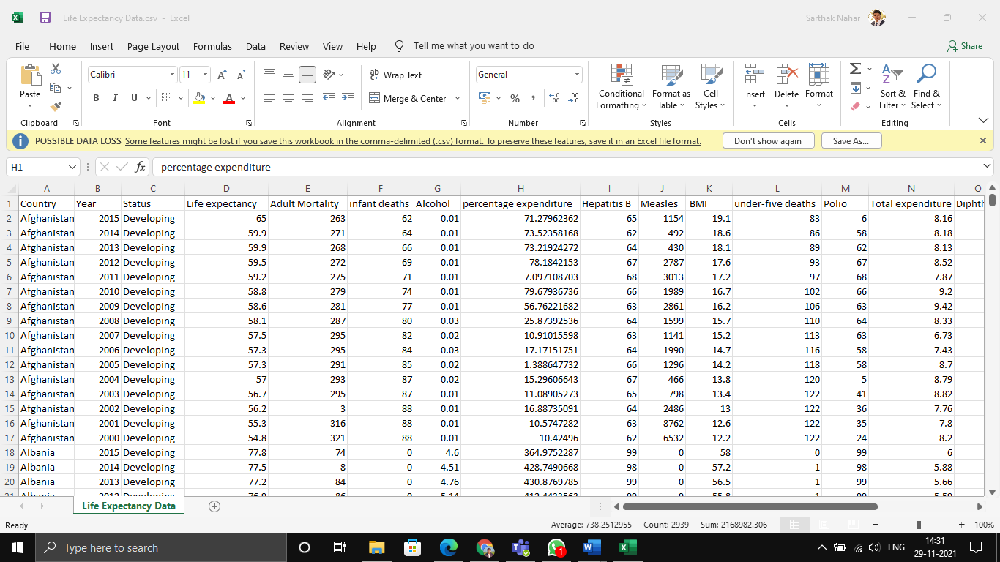 Life Expectancy Data.csv - Excel Sarthak Nahar
File Home Insert Page Layout Formulas Data Review View Help Tell me what you want to do Share
Calibri 11 ab Wrap Text General
Paste B I U A Merge & Center % Conditional Formatting Format as Table Cell Styles Insert Delete Format Sort & Filter Find & Select
Clipboard Font Alignment Number Styles Cells Editing
POSSIBLE DATA LOSS Some features might be lost if you save this workbook in the comma-delimited (.csv) format. To preserve these features, save it in an Excel file format. Don't show again Save As...
H1 fx percentage expenditure
A B C D E F G H I J K L M N O
1 Country Year Status Life expectancy Adult Mortality infant deaths Alcohol percentage expenditure Hepatitis B Measles BMI under-five deaths Polio Total expenditure
2 Afghanistan 2015 Developing 65 263 62 0.01 71.27962362 65 1154 19.1 83 6 8.16
3 Afghanistan 2014 Developing 59.9 271 64 0.01 73.52358168 62 492 18.6 86 58 8.18
4 Afghanistan 2013 Developing 59.9 268 66 0.01 73.21924272 64 430 18.1 89 62 8.13
5 Afghanistan 2012 Developing 59.5 272 69 0.01 78.1842153 67 2787 17.6 93 67 8.52
6 Afghanistan 2011 Developing 59.2 275 71 0.01 7.097108703 68 3013 17.2 97 68 7.87
7 Afghanistan 2010 Developing 58.8 279 74 0.01 79.67936736 66 1989 16.7 102 66 9.2
8 Afghanistan 2009 Developing 58.6 281 77 0.01 56.76221682 63 2861 16.2 106 63 9.42
9 Afghanistan 2008 Developing 58.1 287 80 0.03 25.87392536 64 1599 15.7 110 64 8.33
10 Afghanistan 2007 Developing 57.5 295 82 0.02 10.91015598 63 1141 15.2 113 63 6.73
11 Afghanistan 2006 Developing 57.3 295 84 0.03 17.17151751 64 1990 14.7 116 58 7.43
12 Afghanistan 2005 Developing 57.3 291 85 0.02 1.388647732 66 1296 14.2 118 58 8.7
13 Afghanistan 2004 Developing 57 293 87 0.02 15.29606643 67 466 13.8 120 5 8.79
14 Afghanistan 2003 Developing 56.7 295 87 0.01 11.08905273 65 798 13.4 122 41 8.82
15 Afghanistan 2002 Developing 56.2 3 88 0.01 16.88735091 64 2486 13 122 36 7.76
16 Afghanistan 2001 Developing 55.3 316 88 0.01 10.5747282 63 8762 12.6 122 35 7.8
17 Afghanistan 2000 Developing 54.8 321 88 0.01 10.42496 62 6532 12.2 122 24 8.2
18 Albania 2015 Developing 77.8 74 0 4.6 364.9752287 99 0 58 0 99 6
19 Albania 2014 Developing 77.5 8 0 4.51 428.7490668 98 0 57.2 1 98 5.88
20 Albania 2013 Developing 77.2 84 0 4.76 430.8769785 99 0 56.5 1 99 5.66
Life Expectancy Data
Ready Average: 738.2512955 Count: 2939 Sum: 2168982.306 100%
Type here to search 1 ENG 14:31
29-11-2021